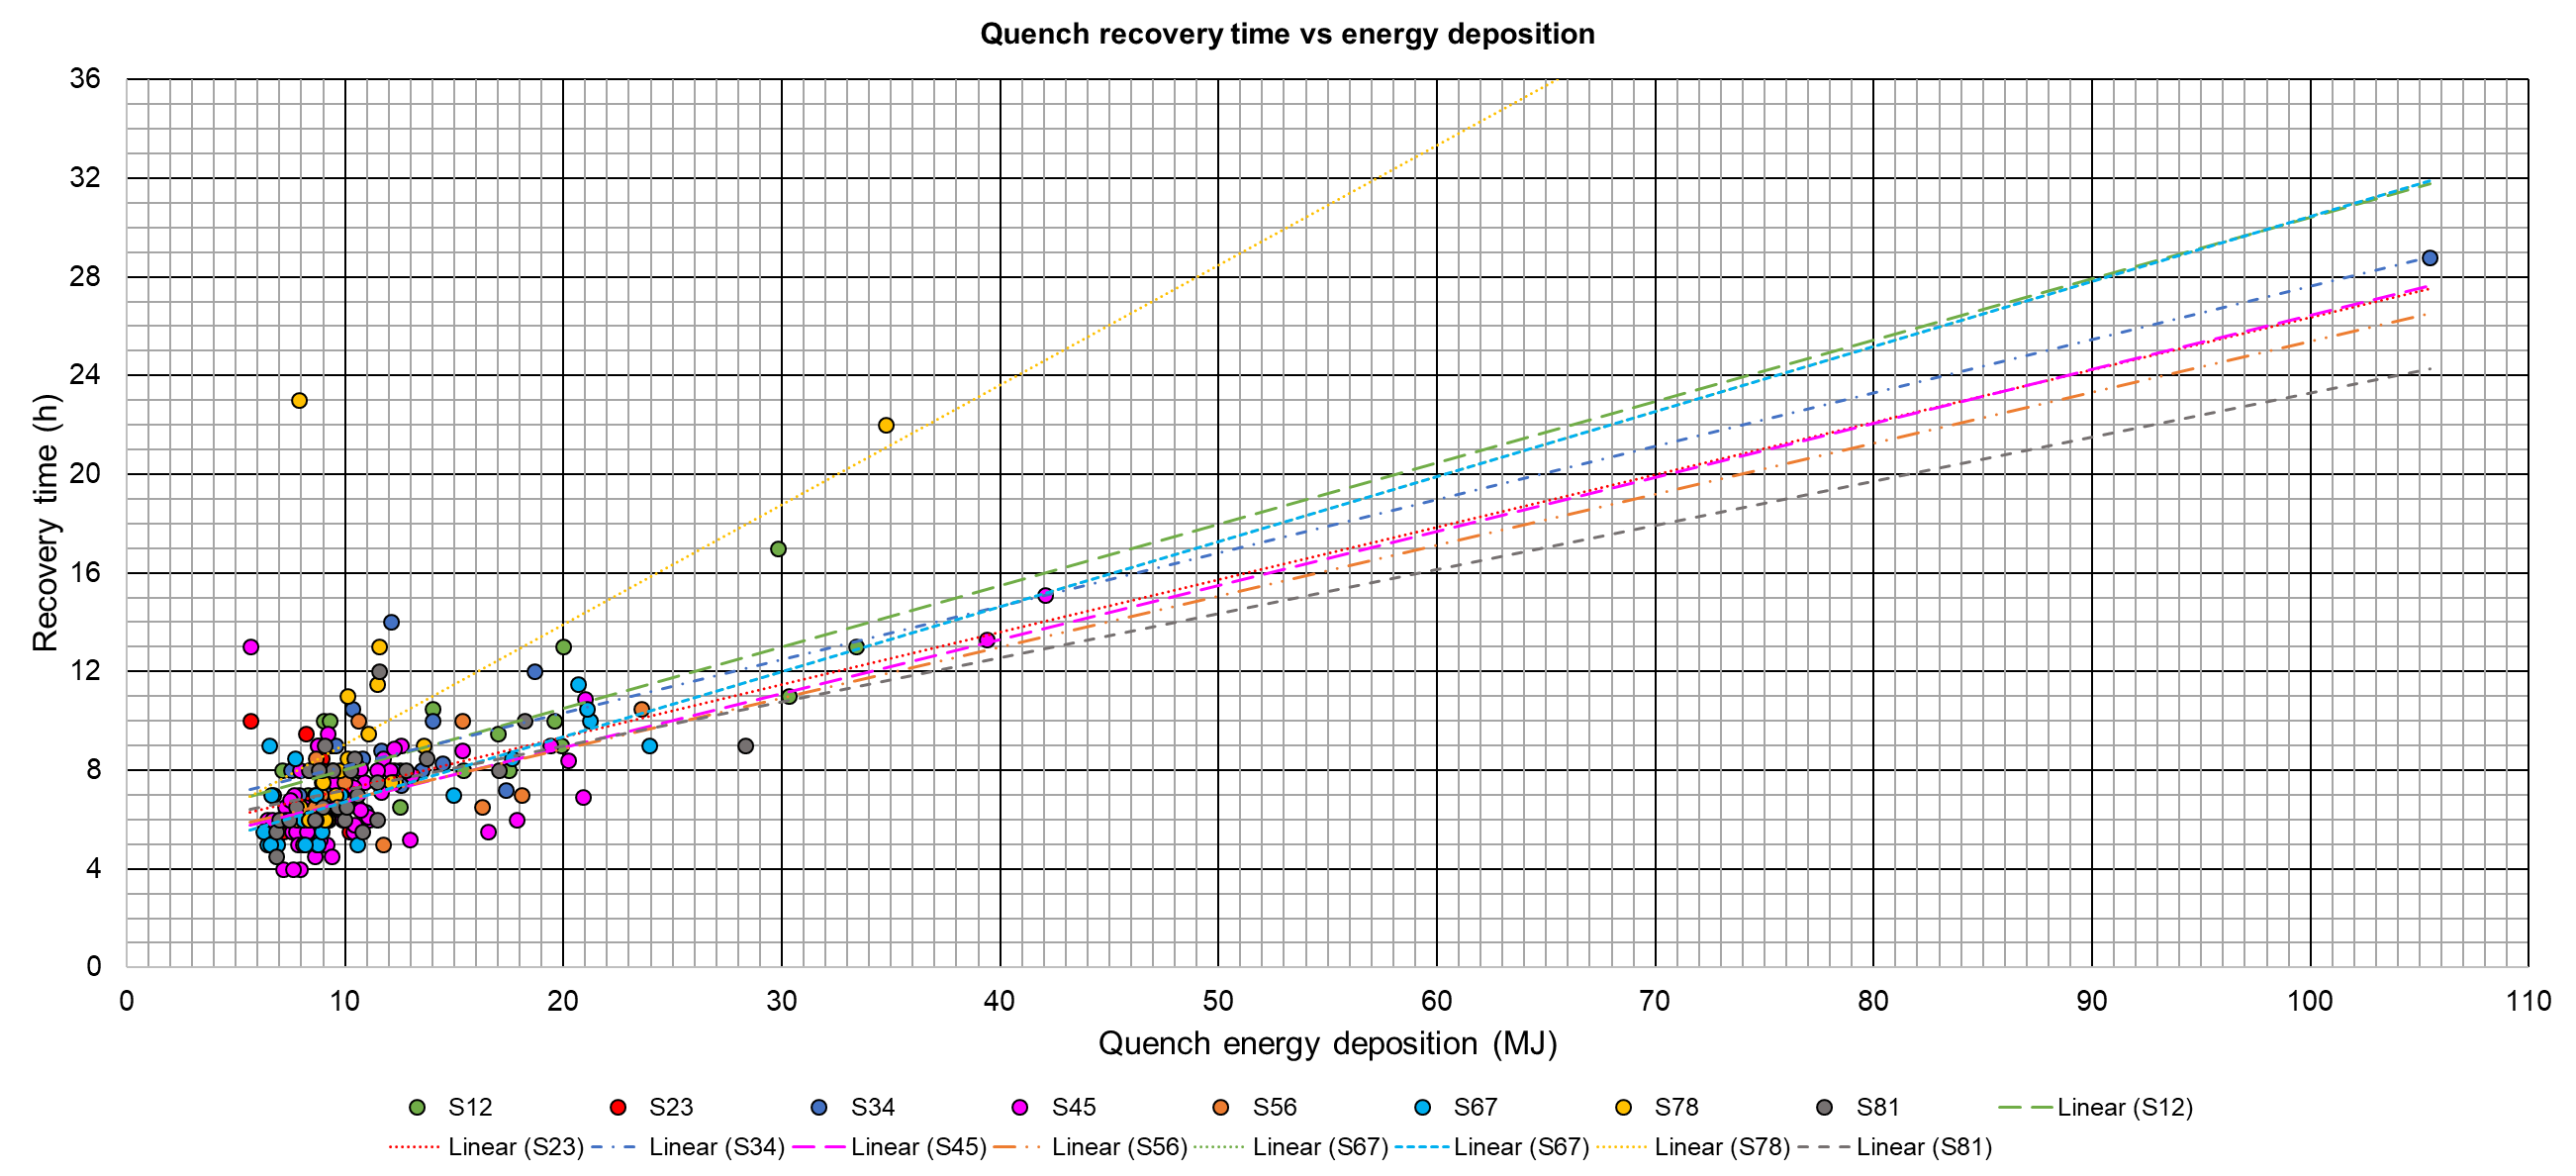 Quench recovery time vs energy deposition
36
32
28
24
20
16
12
8
4
0
Recovery time (h)
0 10 20 30 40 50 60 70 80 90 100 110
Quench energy deposition (MJ)
S12 S23 S34 S45 S56 S67 S78 S81 Linear (S12)
Linear (S23) Linear (S34) Linear (S45) Linear (S56) Linear (S67) Linear (S67) Linear (S78) Linear (S81)